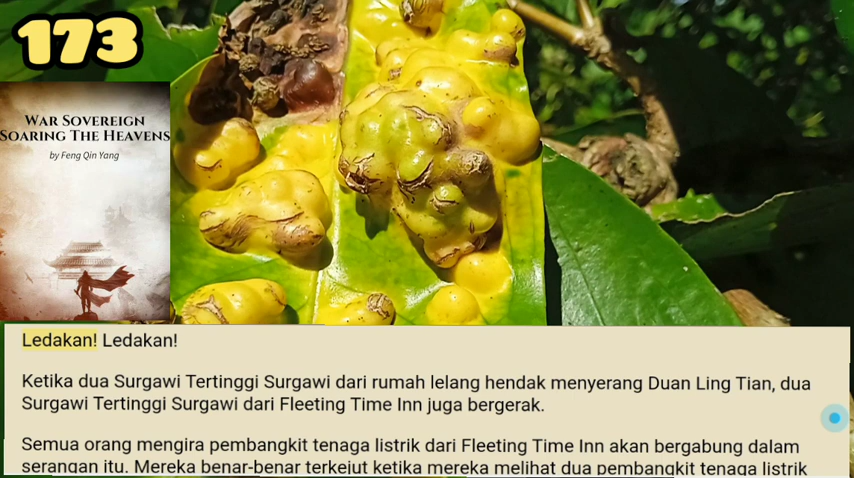 173
WAR SOVEREIGN
SOARING THE HEAVENS
by Feng Qin Yang
Ledakan! Ledakan!
Ketika dua Surgawi Tertinggi Surgawi dari rumah lelang hendak menyerang Duan Ling Tian, dua
Surgawi Tertinggi Surgawi dari Fleeting Time Inn juga bergerak.
Semua orang mengira pembangkit tenaga listrik dari Fleeting Time Inn akan bergabung dalam
serangan itu. Mereka benar-benar terkejut ketika mereka melihat dua pembangkit tenaga listrik